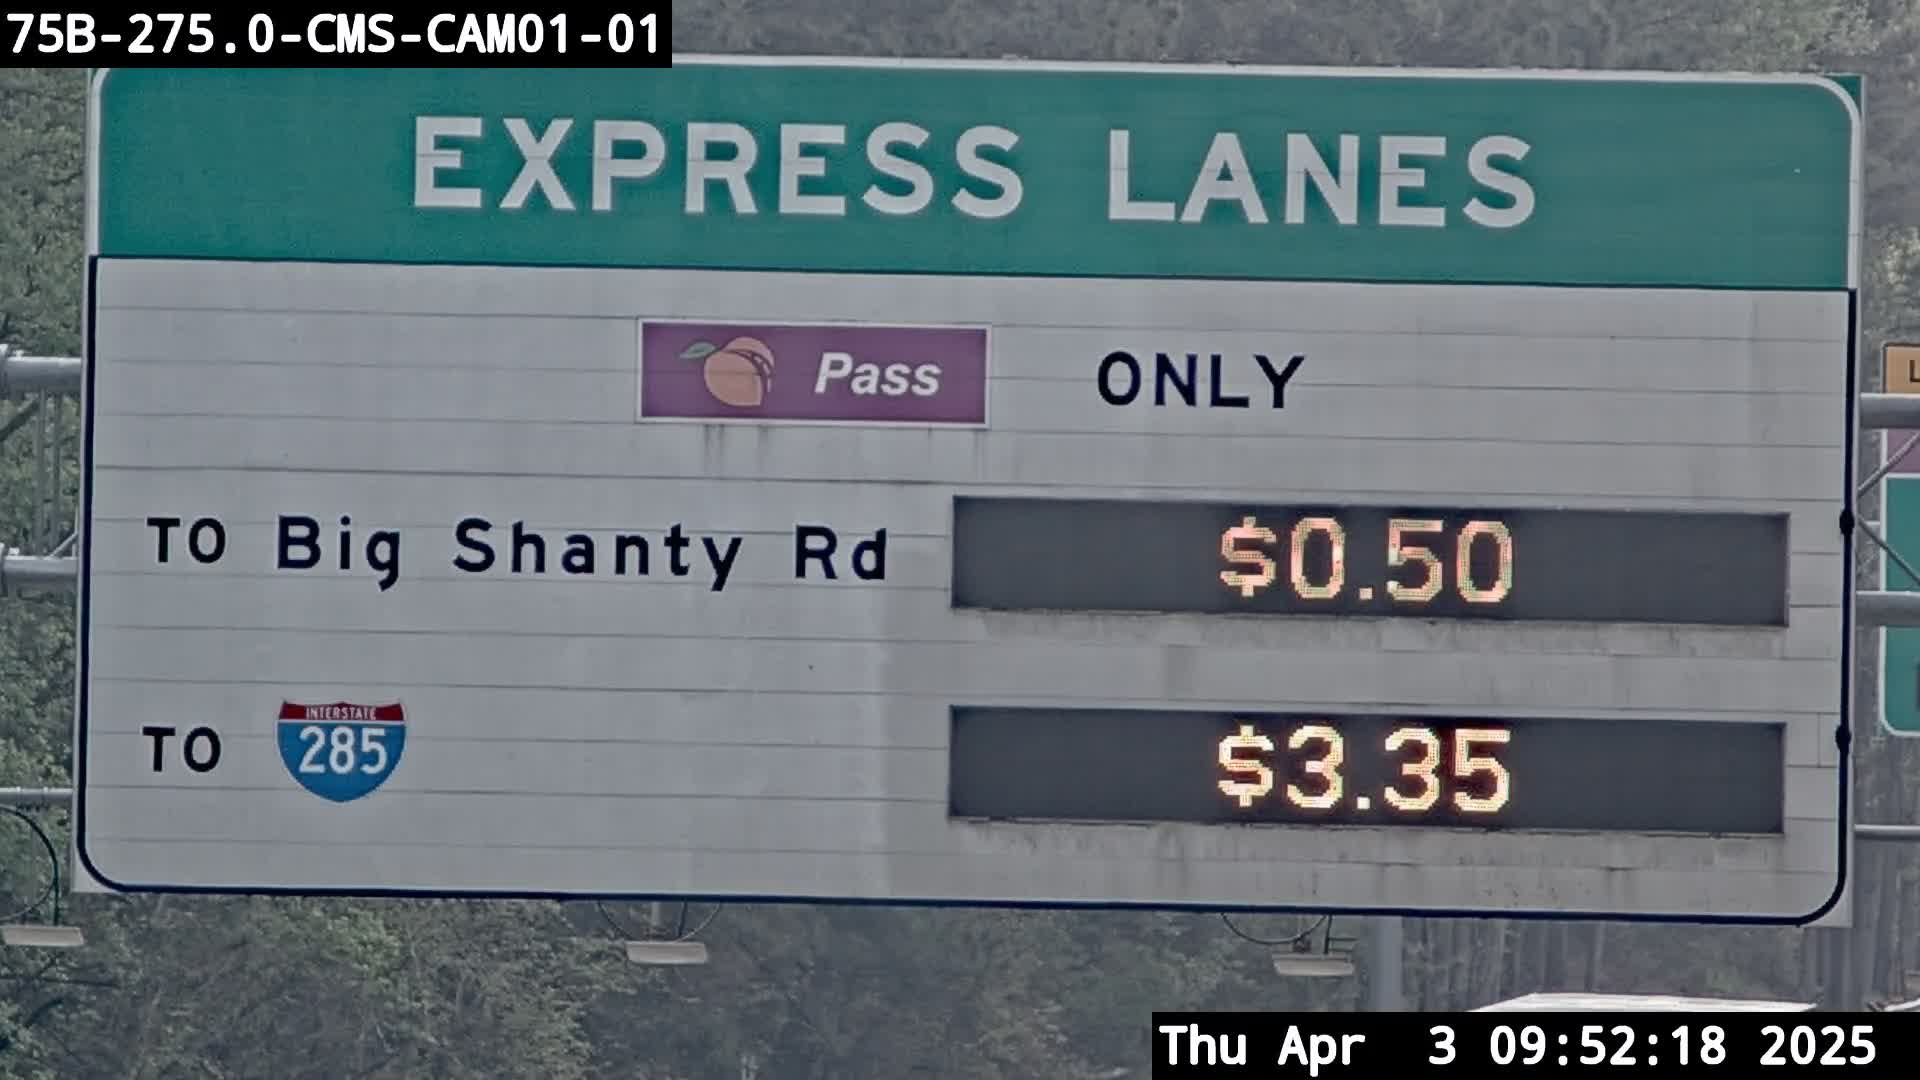 75B-275.0-CMS-CAM01-01
EXPRESS LANES
Pass ONLY
TO Big Shanty Rd $0.50
TO INTERSTATE 285 $3.35
Thu Apr 3 09:52:18 2025